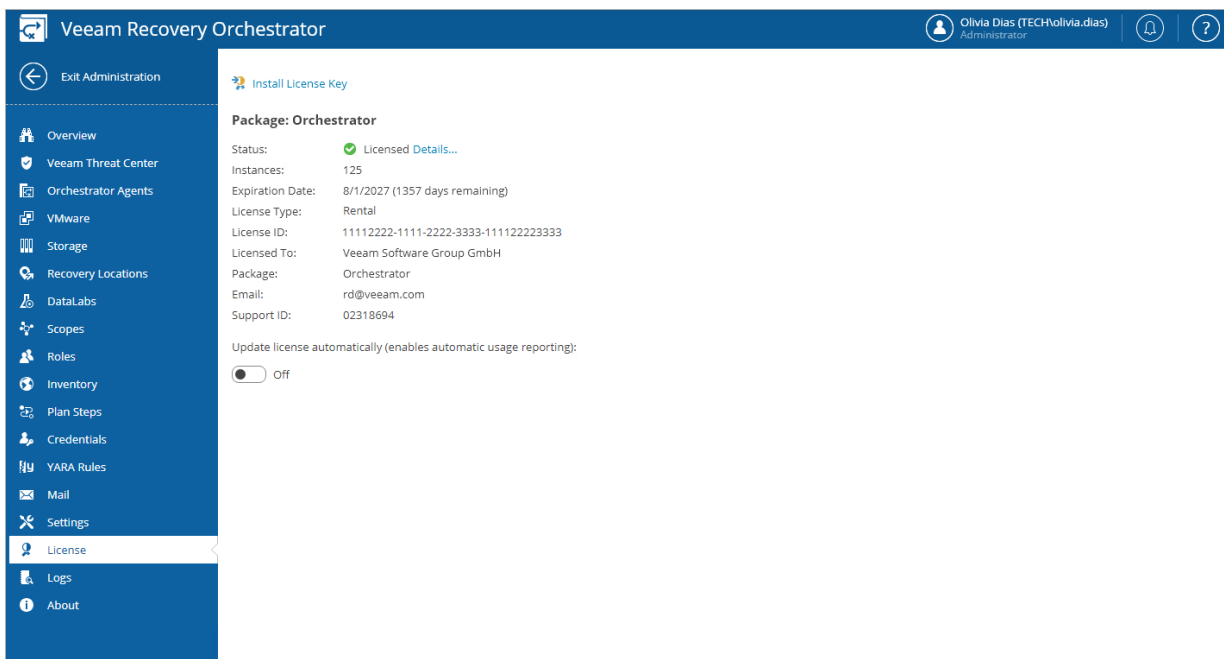 Veeam Recovery Orchestrator
Olivia Dias (TECH\olivia.dias)
Administrator
?
Exit Administration
Overview
Veeam Threat Center
Orchestrator Agents
VMware
Storage
Recovery Locations
DataLabs
Scopes
Roles
Inventory
Plan Steps
Credentials
YARA Rules
Mail
Settings
License
Logs
About
Install License Key
Package: Orchestrator
Status: Licensed Details...
Instances: 125
Expiration Date: 8/1/2027 (1357 days remaining)
License Type: Rental
License ID: 11112222-1111-2222-3333-111122223333
Licensed To: Veeam Software Group GmbH
Package: Orchestrator
Email: rd@veeam.com
Support ID: 02318694
Update license automatically (enables automatic usage reporting):
Off